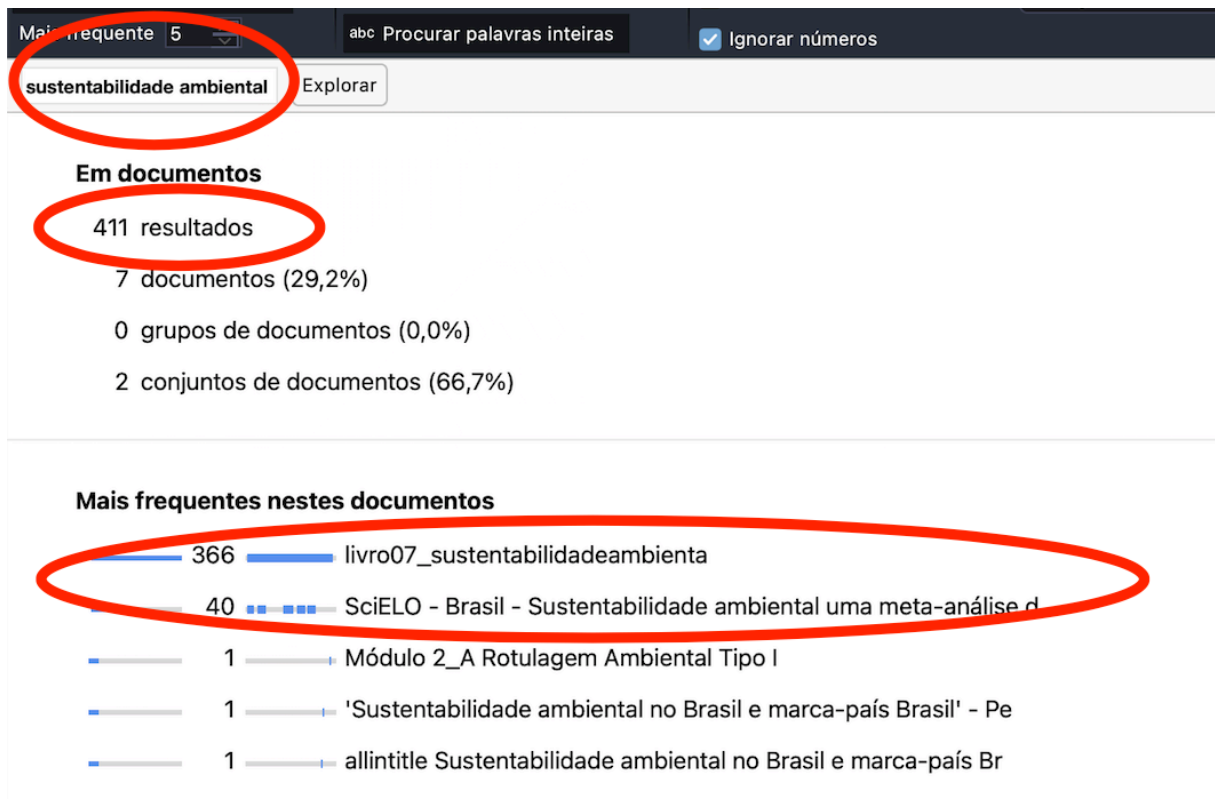 Mais frequente 5 abc Procurar palavras inteiras Ignorar números
sustentabilidade ambiental Explorar
Em documentos
411 resultados
7 documentos (29,2%)
0 grupos de documentos (0,0%)
2 conjuntos de documentos (66,7%)
Mais frequentes nestes documentos
366 livro07_sustentabilidadeambienta
40 SciELO - Brasil - Sustentabilidade ambiental uma meta-análise d
1 Módulo 2_A Rotulagem Ambiental Tipo I
1 'Sustentabilidade ambiental no Brasil e marca-país Brasil' - Pe
1 allintitle Sustentabilidade ambiental no Brasil e marca-país Br